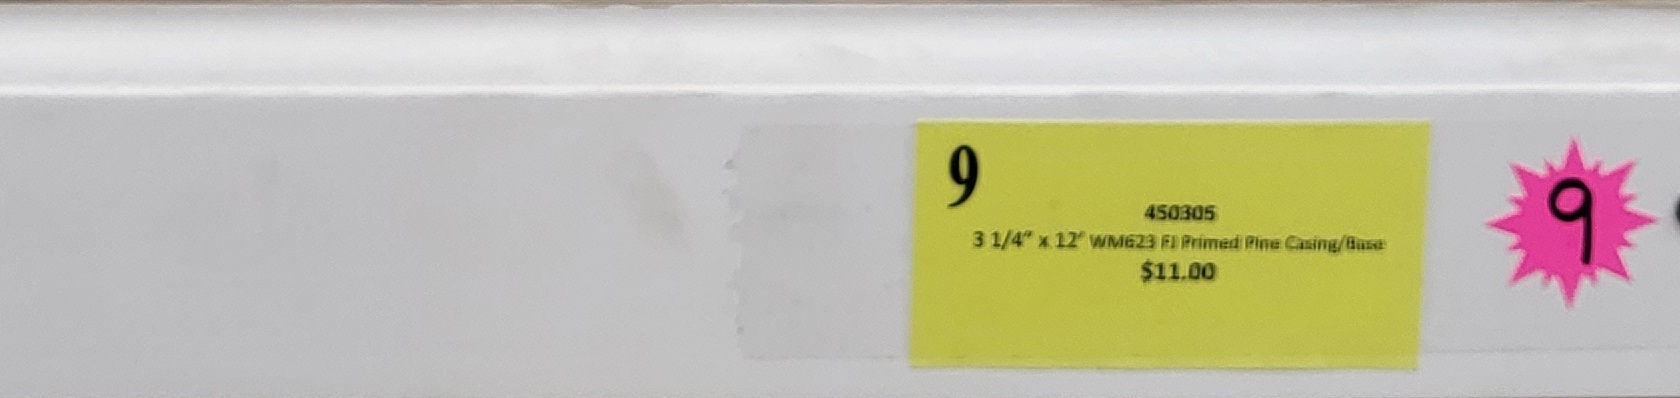 9
450305
3 1/4" x 12' WM623 FJ Primed Pine Casing/Base
$11.00
9